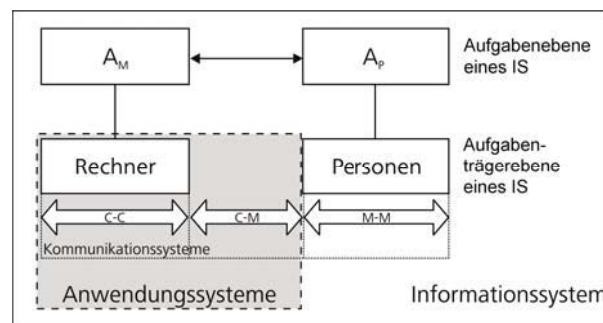 A_M
A_P
Aufgabenebene
eines IS
Rechner
Personen
Aufgaben-
trägerebene
eines IS
C-C
C-M
M-M
Kommunikationssysteme
Anwendungssysteme
Informationssystem